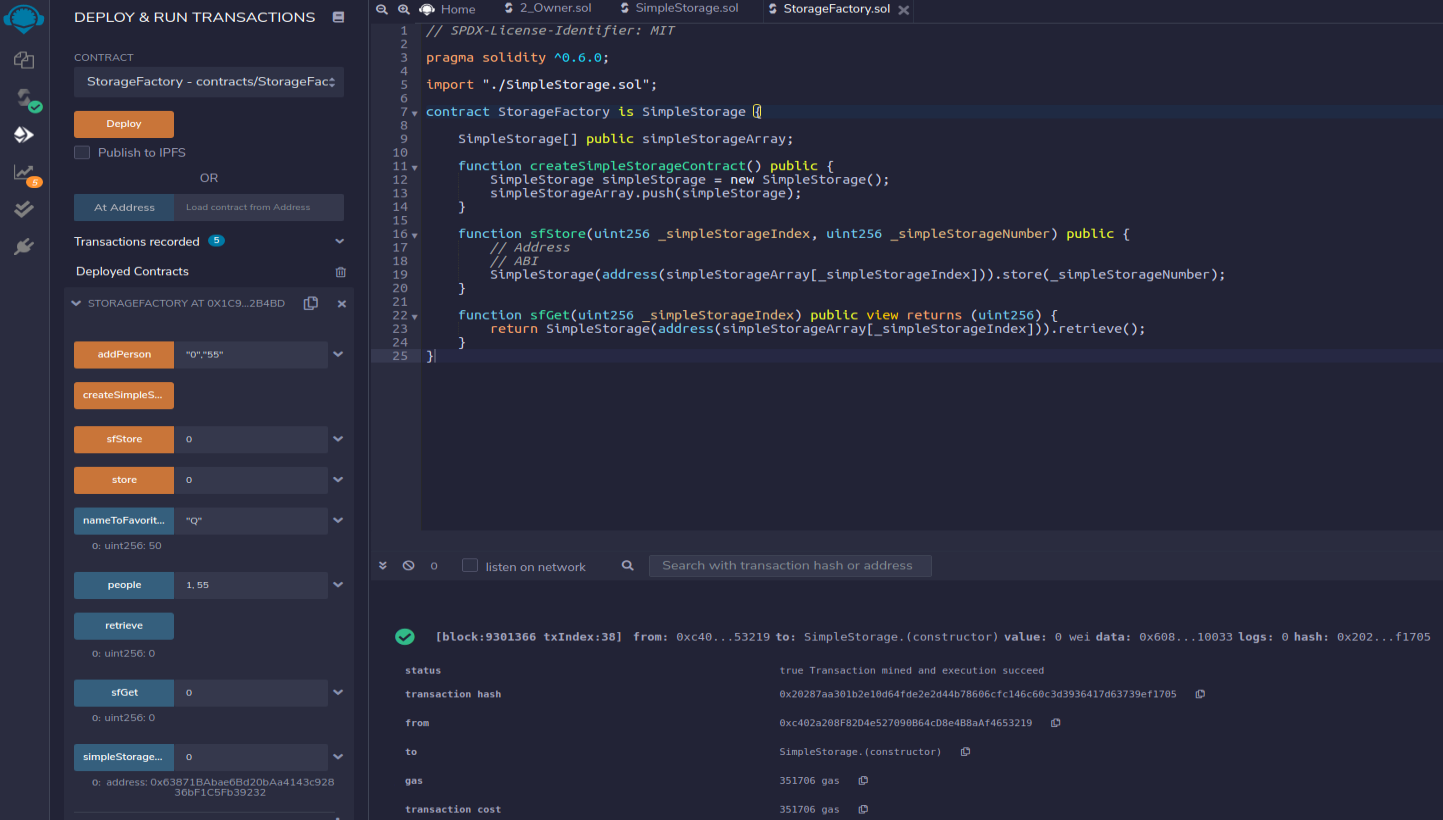 DEPLOY & RUN TRANSACTIONS
CONTRACT
StorageFactory - contracts/StorageFac
Deploy
Publish to IPFS
OR
At Address
Load contract from Address
Transactions recorded 5
Deployed Contracts
STORAGEFACTORY AT 0X1C9...2B4BD
addPerson "0","55"
createSimpleS...
sfStore 0
store 0
nameToFavorit... "Q"
0: uint256: 50
people 1, 55
retrieve
0: uint256: 0
sfGet 0
0: uint256: 0
simpleStorage... 0
0: address: 0x63871BAbae6Bd20bAa4143c928
36bF1C5Fb39232
5
Home 2_Owner.sol SimpleStorage.sol StorageFactory.sol
1 // SPDX-License-Identifier: MIT
2
3 pragma solidity ^0.6.0;
4
5 import "./SimpleStorage.sol";
6
7 contract StorageFactory is SimpleStorage {
8
9 SimpleStorage[] public simpleStorageArray;
10
11 function createSimpleStorageContract() public {
12 SimpleStorage simpleStorage = new SimpleStorage();
13 simpleStorageArray.push(simpleStorage);
14 }
15
16 function sfStore(uint256 _simpleStorageIndex, uint256 _simpleStorageNumber) public {
17 // Address
18 // ABI
19 SimpleStorage(address(simpleStorageArray[_simpleStorageIndex])).store(_simpleStorageNumber);
20 }
21
22 function sfGet(uint256 _simpleStorageIndex) public view returns (uint256) {
23 return SimpleStorage(address(simpleStorageArray[_simpleStorageIndex])).retrieve();
24 }
25 }
0 listen on network Search with transaction hash or address
[block:9301366 txIndex:38] from: 0xc40...53219 to: SimpleStorage.(constructor) value: 0 wei data: 0x608...10033 logs: 0 hash: 0x202...f1705
status true Transaction mined and execution succeed
transaction hash 0x20287aa301b2e10d64fde2e2d44b78606cfc146c60c3d3936417d63739ef1705
from 0xc402a208F82D4e527090B64cD8e4B8aAf4653219
to SimpleStorage.(constructor)
gas 351706 gas
transaction cost 351706 gas